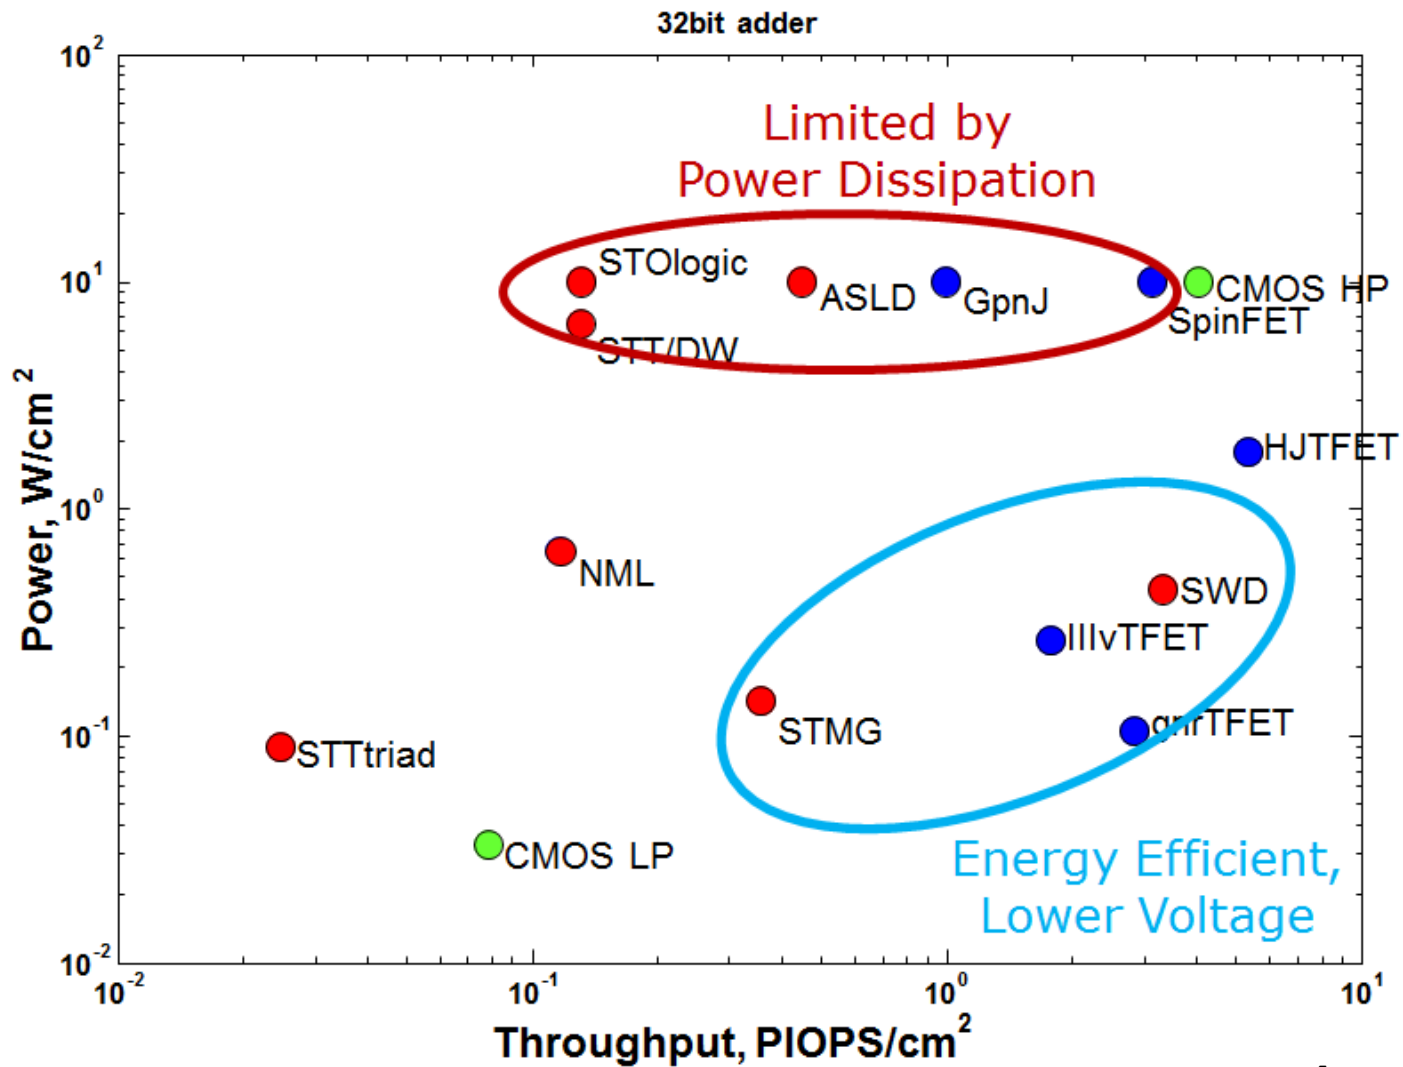 32bit adder
10^2
Limited by
Power Dissipation
STOlogic
10^1
ASLD
GpnJ
CMOS HP
SpinFET
STT/DW
HJTFET
10^0
NML
SWD
IIIvTFET
gnrTFET
STMG
10^-1
STTtriad
CMOS LP
Energy Efficient,
Lower Voltage
10^-2
10^-2
10^-1
10^0
10^1
Power, W/cm^2
Throughput, PIOPS/cm^2